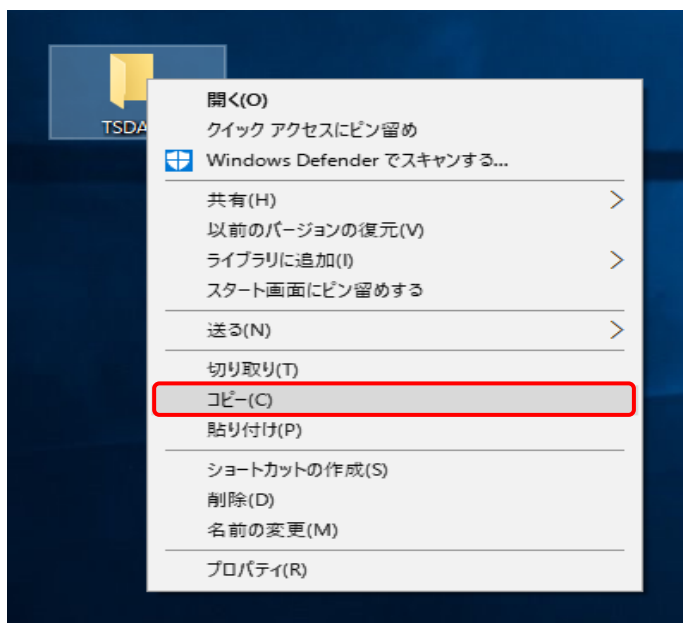 TSDA
開く(O)
クイック アクセスにピン留め
Windows Defender でスキャンする...
共有(H)
以前のバージョンの復元(V)
ライブラリに追加(I)
スタート画面にピン留めする
送る(N)
切り取り(T)
コピー(C)
貼り付け(P)
ショートカットの作成(S)
削除(D)
名前の変更(M)
プロパティ(R)